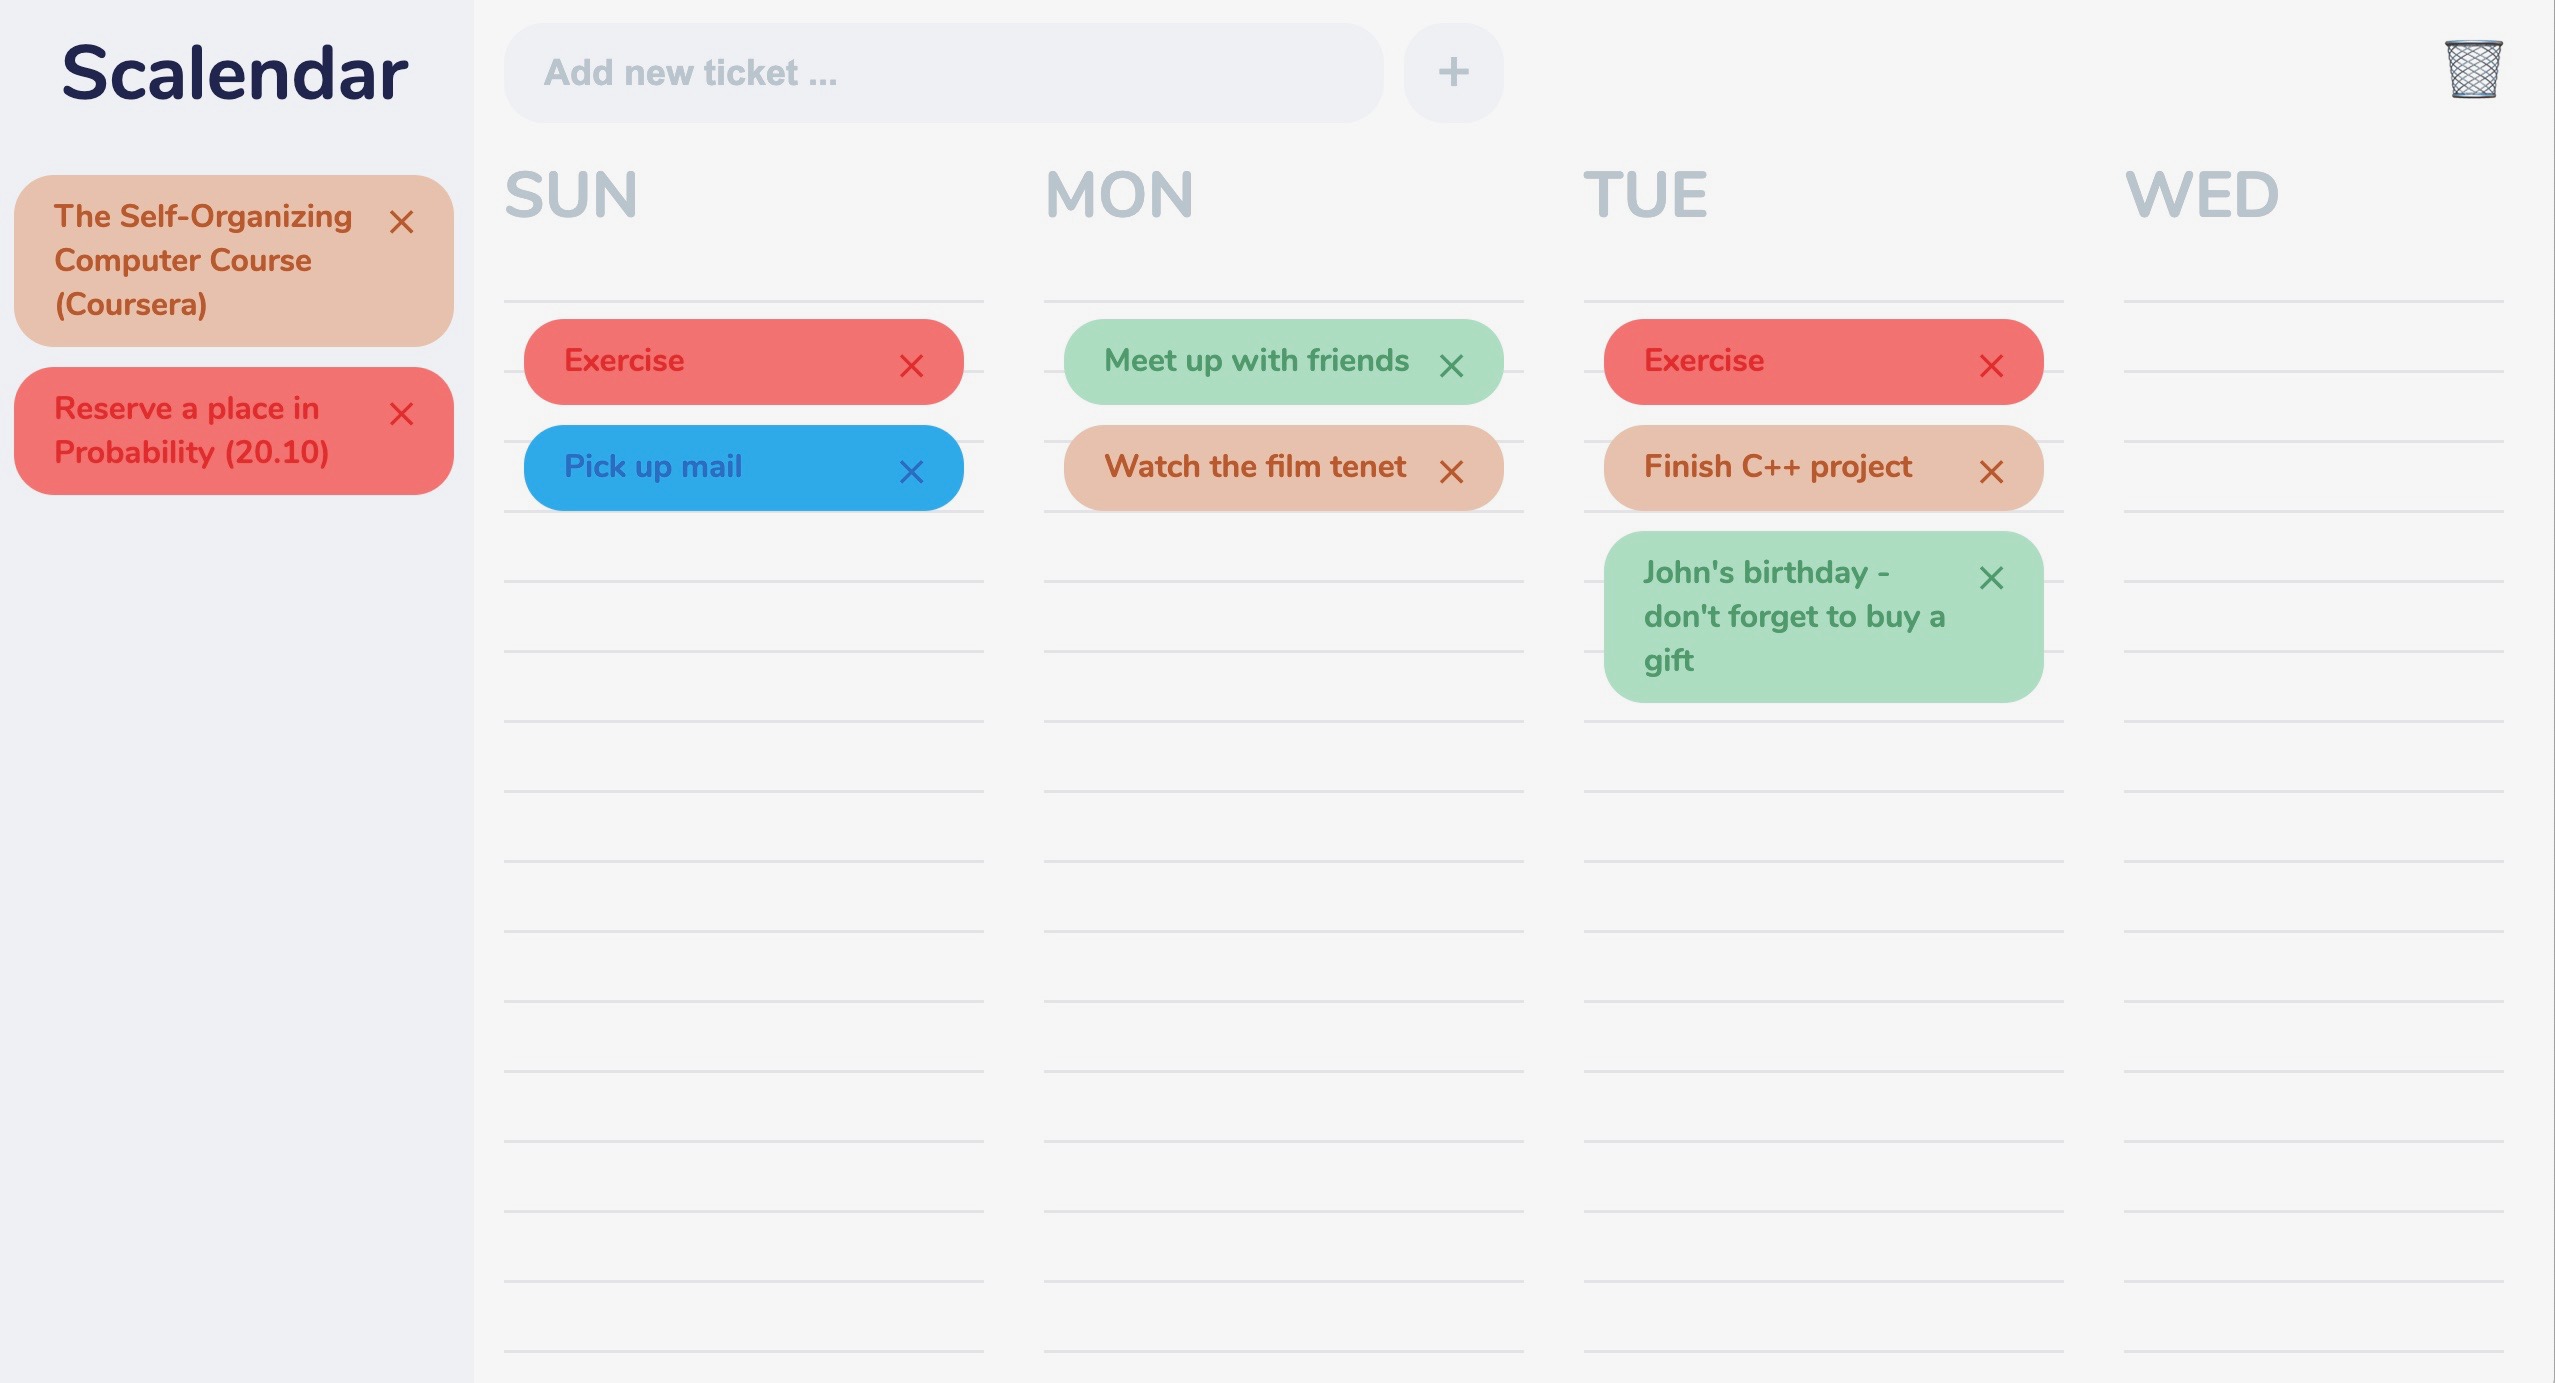 Scalendar
Add new ticket ...
+
The Self-Organizing
Computer Course
(Coursera)
Reserve a place in
Probability (20.10)
SUN
Exercise
Pick up mail
MON
Meet up with friends
Watch the film tenet
TUE
Exercise
Finish C++ project
John's birthday -
don't forget to buy a
gift
WED